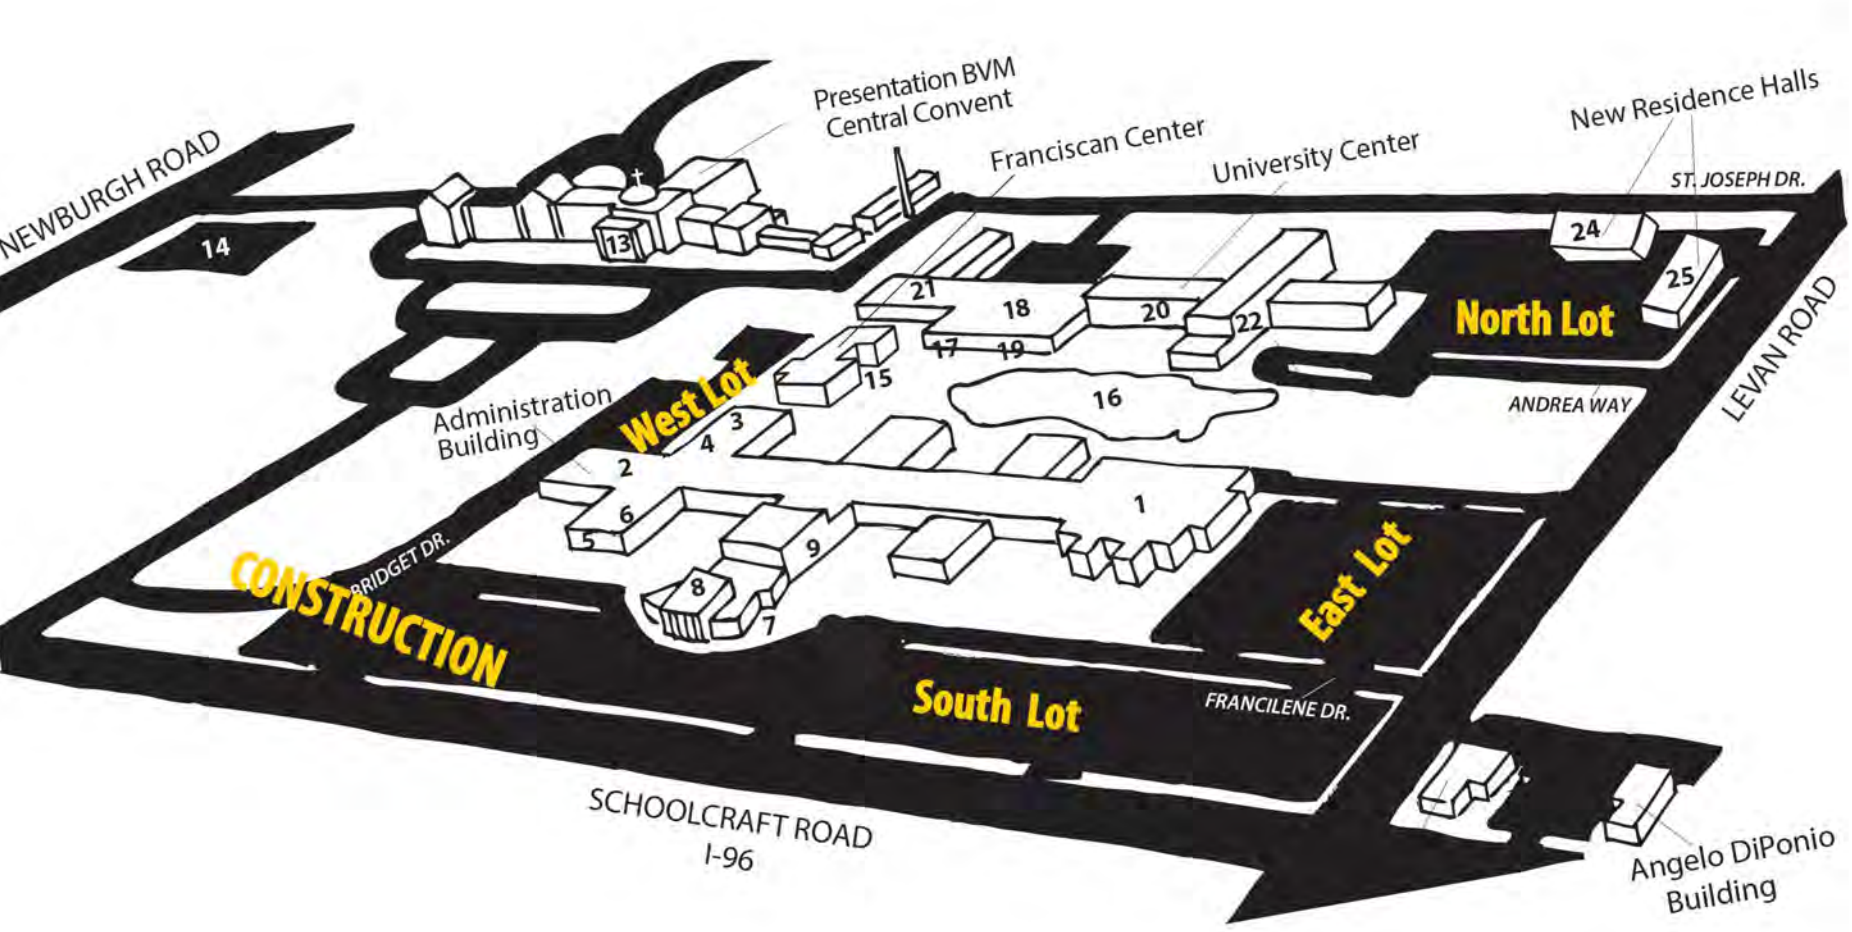 NEWBURGH ROAD
Presentation BVM
Central Convent
Franciscan Center
University Center
New Residence Halls
ST. JOSEPH DR.
14
13
24
25
21
18
20
22
North Lot
LEVAN ROAD
17
19
15
16
ANDREA WAY
West Lot
Administration
Building
3
4
2
1
6
5
9
8
7
BRIDGET DR.
CONSTRUCTION
East Lot
South Lot
FRANCILENE DR.
SCHOOLCRAFT ROAD
I-96
Angelo DiPonio
Building